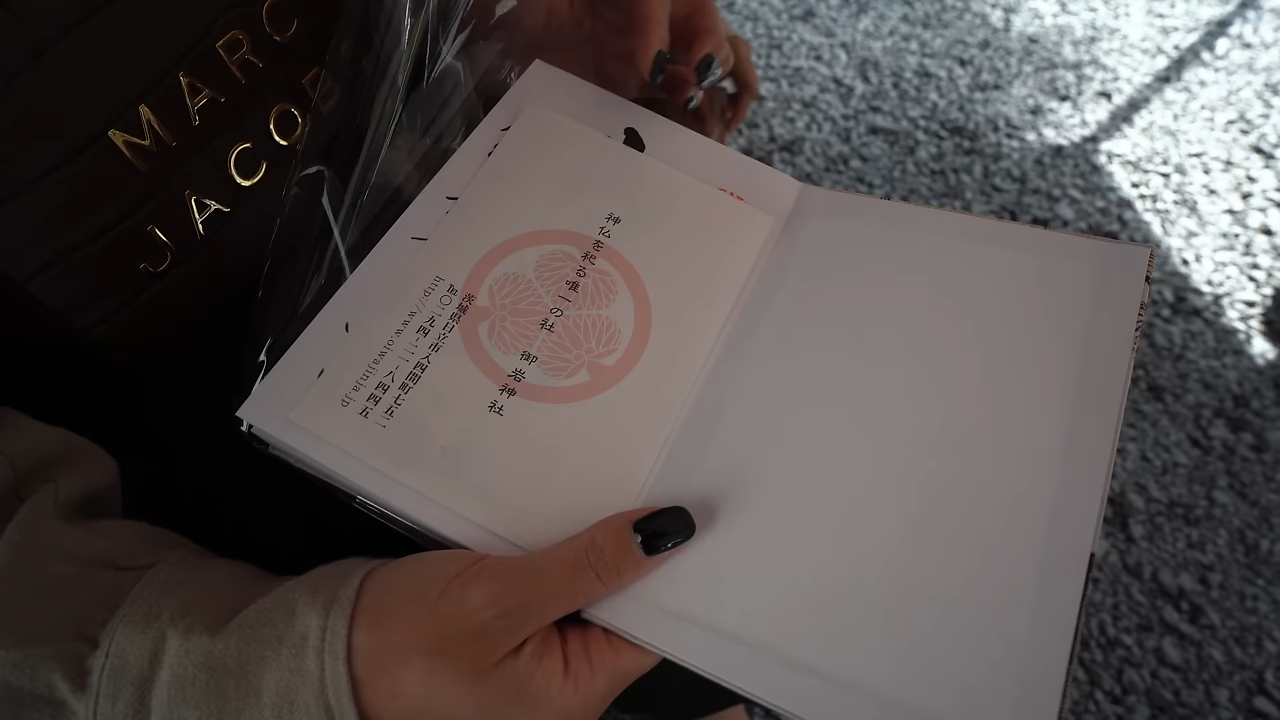 MARC
JACOB
神仏を祀る唯一の社 御岩神社
茨城県日立市入四間町七五二
℡〇二九四-二一-八四四五
http://www.oiwajinja.jp